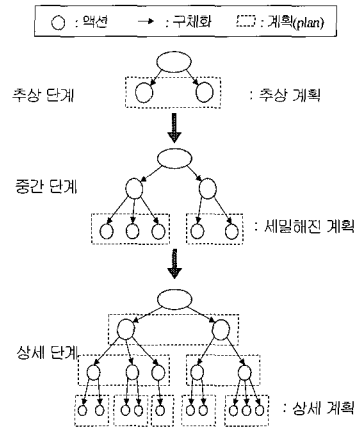 ○ : 액션 → : 구체화 : 계획(plan)
추상 단계 : 추상 계획
중간 단계 : 세밀해진 계획
상세 단계 : 상세 계획